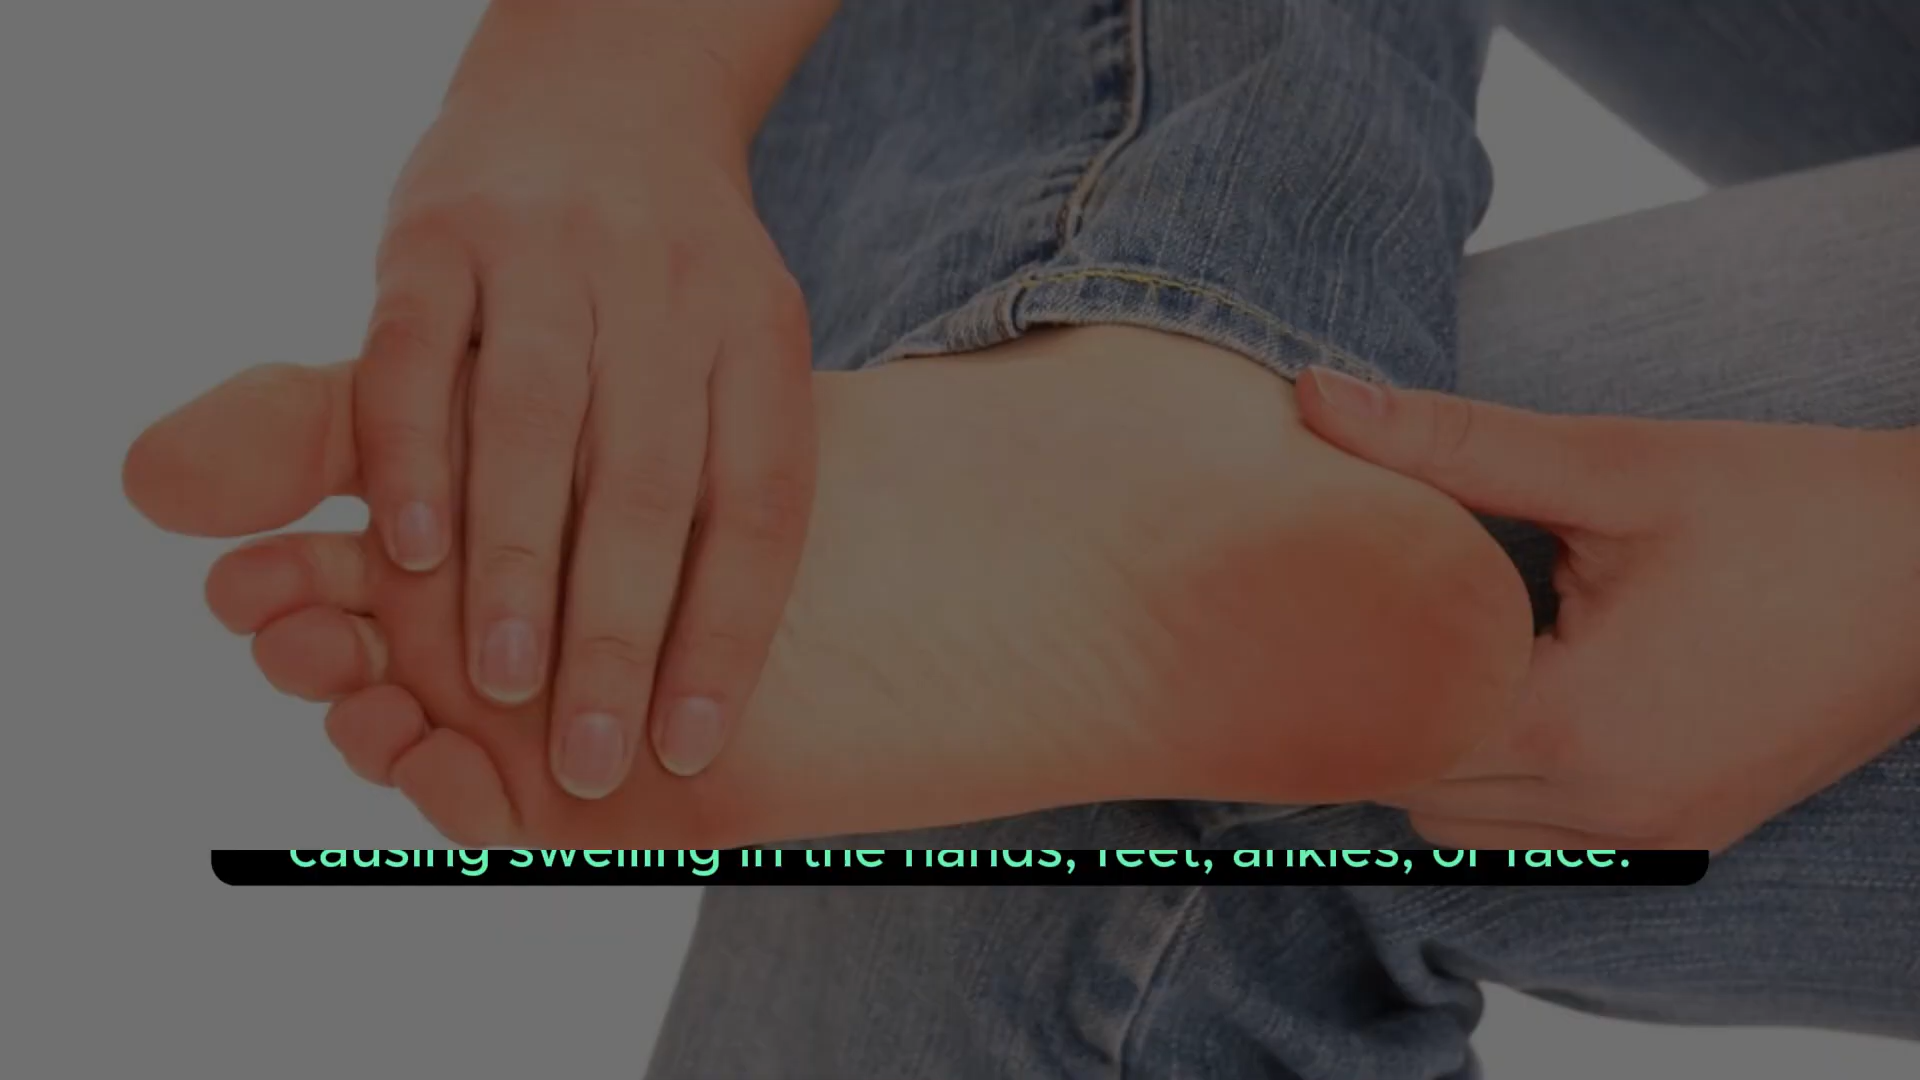 causing swelling in the hands, feet, ankles, or face.